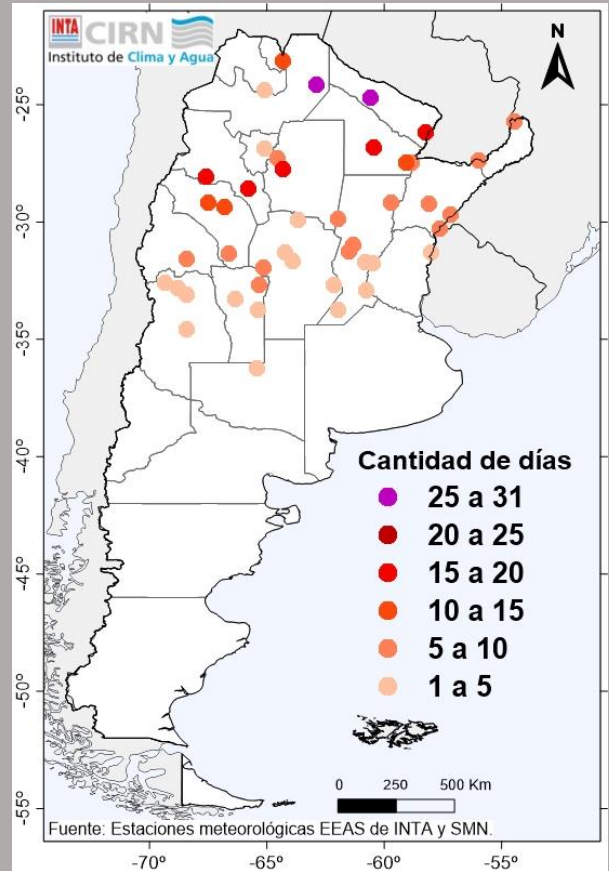 INTA CIRN
Instituto de Clima y Agua
N
-25°
-30°
-35°
-40°
-45°
-50°
-55°
Cantidad de días
25 a 31
20 a 25
15 a 20
10 a 15
5 a 10
1 a 5
0 250 500 Km
Fuente: Estaciones meteorológicas EEAS de INTA y SMN.
-70° -65° -60° -55°